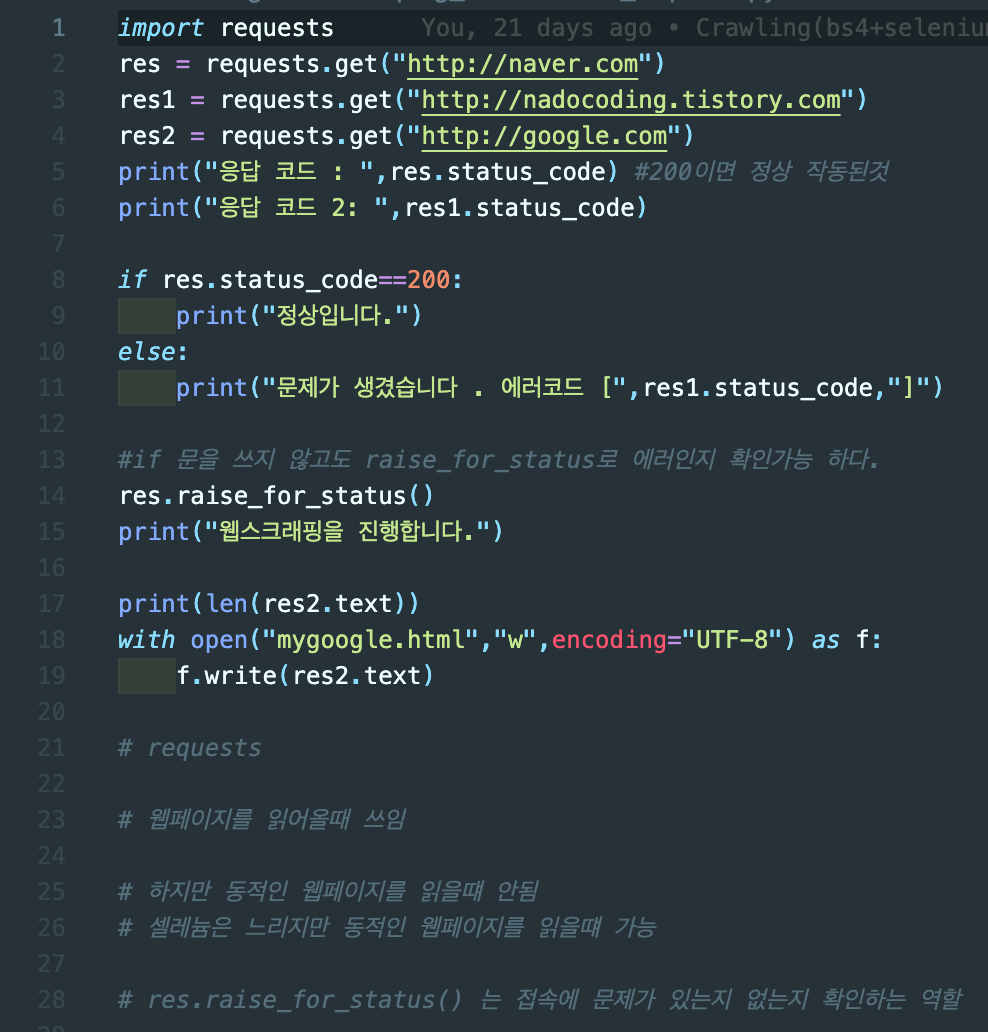 1 import requests You, 21 days ago • Crawling(bs4+seleniu
2 res = requests.get("http://naver.com")
3 res1 = requests.get("http://nadocoding.tistory.com")
4 res2 = requests.get("http://google.com")
5 print("응답 코드 : ",res.status_code) #200이면 정상 작동된것
6 print("응답 코드 2: ",res1.status_code)
7
8 if res.status_code==200:
9 print("정상입니다.")
10 else:
11 print("문제가 생겼습니다 . 에러코드 [",res1.status_code,"]")
12
13 #if 문을 쓰지 않고도 raise_for_status로 에러인지 확인가능 하다.
14 res.raise_for_status()
15 print("웹스크래핑을 진행합니다.")
16
17 print(len(res2.text))
18 with open("mygoogle.html","w",encoding="UTF-8") as f:
19 f.write(res2.text)
20
21 # requests
22
23 # 웹페이지를 읽어올때 쓰임
24
25 # 하지만 동적인 웹페이지를 읽을떄 안됨
26 # 셀레늄은 느리지만 동적인 웹페이지를 읽을떄 가능
27
28 # res.raise_for_status() 는 접속에 문제가 있는지 없는지 확인하는 역할